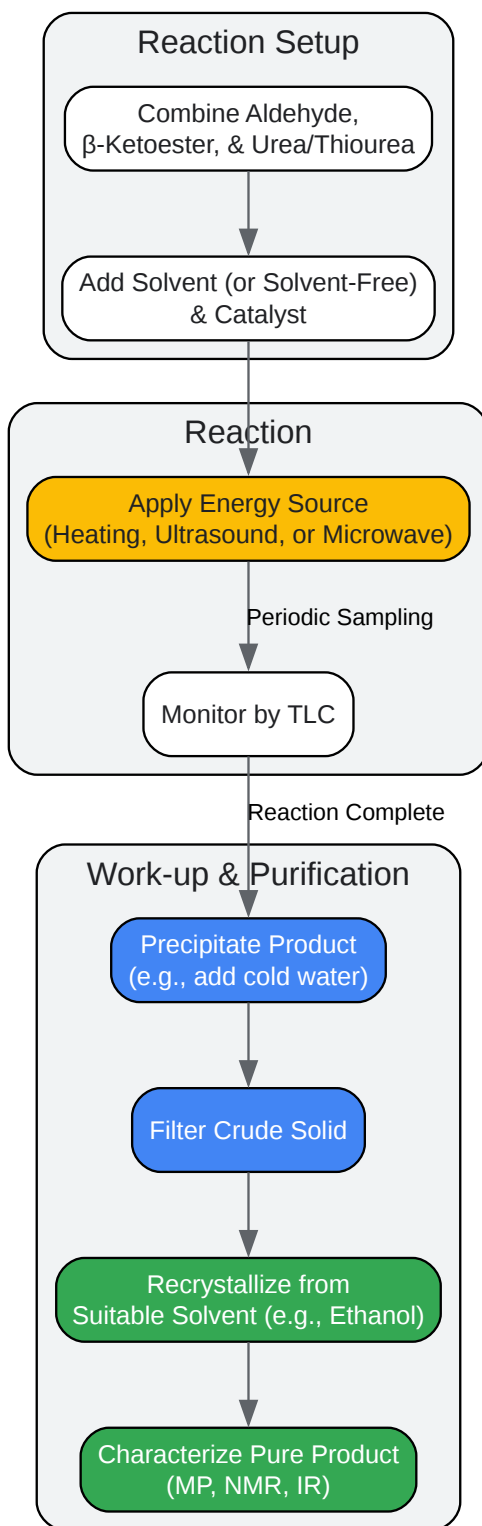 Reaction Setup
Combine Aldehyde,
β-Ketoester, & Urea/Thiourea
Add Solvent (or Solvent-Free)
& Catalyst
Reaction
Apply Energy Source
(Heating, Ultrasound, or Microwave)
Periodic Sampling
Monitor by TLC
Reaction Complete
Work-up & Purification
Precipitate Product
(e.g., add cold water)
Filter Crude Solid
Recrystallize from
Suitable Solvent (e.g., Ethanol)
Characterize Pure Product
(MP, NMR, IR)